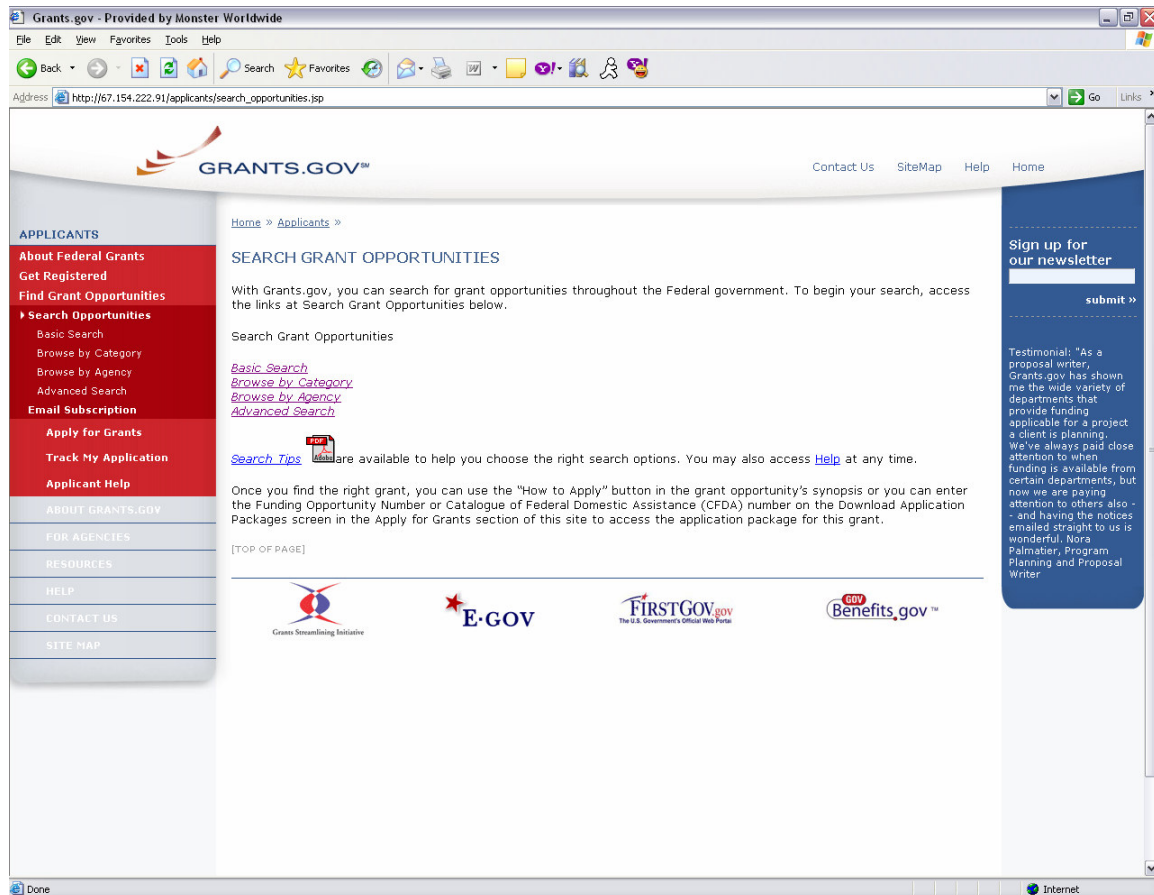 Grants.gov - Provided by Monster Worldwide
File Edit View Favorites Tools Help
Back Search Favorites
Address http://67.154.222.91/applicants/search_opportunities.jsp Go Links
GRANTS.GOV℠
Contact Us SiteMap Help Home
APPLICANTS
About Federal Grants
Get Registered
Find Grant Opportunities
Search Opportunities
Basic Search
Browse by Category
Browse by Agency
Advanced Search
Email Subscription
Apply for Grants
Track My Application
Applicant Help
ABOUT GRANTS.GOV
FOR AGENCIES
RESOURCES
HELP
CONTACT US
SITE MAP
Home » Applicants »
SEARCH GRANT OPPORTUNITIES
With Grants.gov, you can search for grant opportunities throughout the Federal government. To begin your search, access
the links at Search Grant Opportunities below.
Search Grant Opportunities
Basic Search
Browse by Category
Browse by Agency
Advanced Search
Search Tips PDF Adobe are available to help you choose the right search options. You may also access Help at any time.
Once you find the right grant, you can use the “How to Apply” button in the grant opportunity’s synopsis or you can enter
the Funding Opportunity Number or Catalogue of Federal Domestic Assistance (CFDA) number on the Download Application
Packages screen in the Apply for Grants section of this site to access the application package for this grant.
[TOP OF PAGE]
Grants Streamlining Initiative
E·GOV
FIRSTGOV.gov
The U.S. Government's Official Web Portal
GOV
Benefits.gov ™
Sign up for
our newsletter
submit »
Testimonial: "As a
proposal writer,
Grants.gov has shown
me the wide variety of
departments that
provide funding
applicable for a project
a client is planning.
We've always paid close
attention to when
funding is available from
certain departments, but
now we are paying
attention to others also -
- and having the notices
emailed straight to us is
wonderful. Nora
Palmatier, Program
Planning and Proposal
Writer
Done Internet